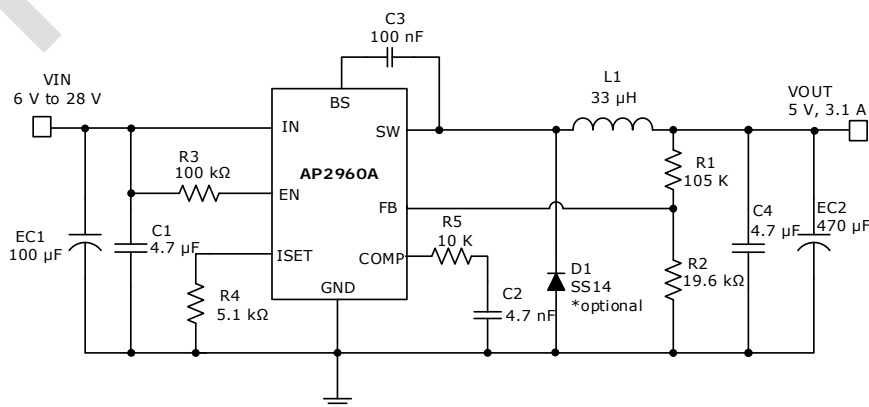 C3
100 nF
VIN
6 V to 28 V
L1
33 µH
VOUT
5 V, 3.1 A
BS
IN
SW
R3
100 kΩ
AP2960A
R1
105 K
EN
FB
EC1
100 µF
C1
4.7 µF
R5
10 K
C4
4.7 µF
EC2
470 µF
ISET
COMP
R4
5.1 kΩ
GND
C2
4.7 nF
D1
SS14
*optional
R2
19.6 kΩ